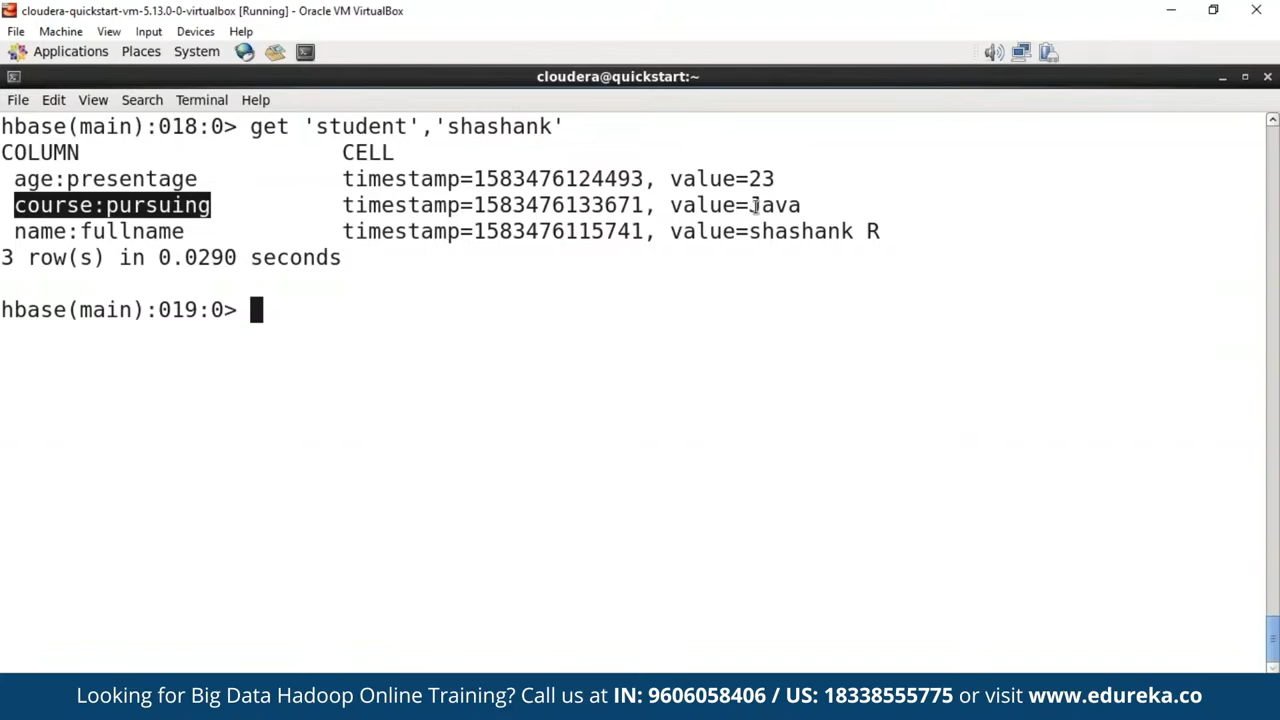 cloudera-quickstart-vm-5.13.0-0-virtualbox [Running] - Oracle VM VirtualBox
File Machine View Input Devices Help
Applications Places System
cloudera@quickstart:~
File Edit View Search Terminal Help
hbase(main):018:0> get 'student','shashank'
COLUMN CELL
age:presentage timestamp=1583476124493, value=23
course:pursuing timestamp=1583476133671, value=Java
name:fullname timestamp=1583476115741, value=shashank R
3 row(s) in 0.0290 seconds
hbase(main):019:0>
Looking for Big Data Hadoop Online Training? Call us at IN: 9606058406 / US: 18338555775 or visit www.edureka.co